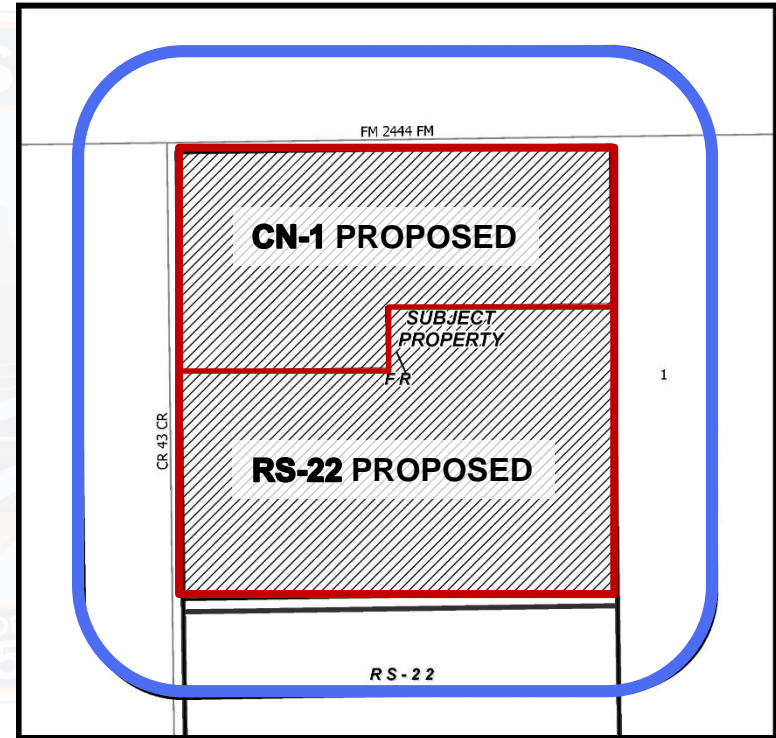 FM 2444 FM
CN-1 PROPOSED
SUBJECT
PROPERTY
FR
1
CR 43 CR
RS-22 PROPOSED
RS-22